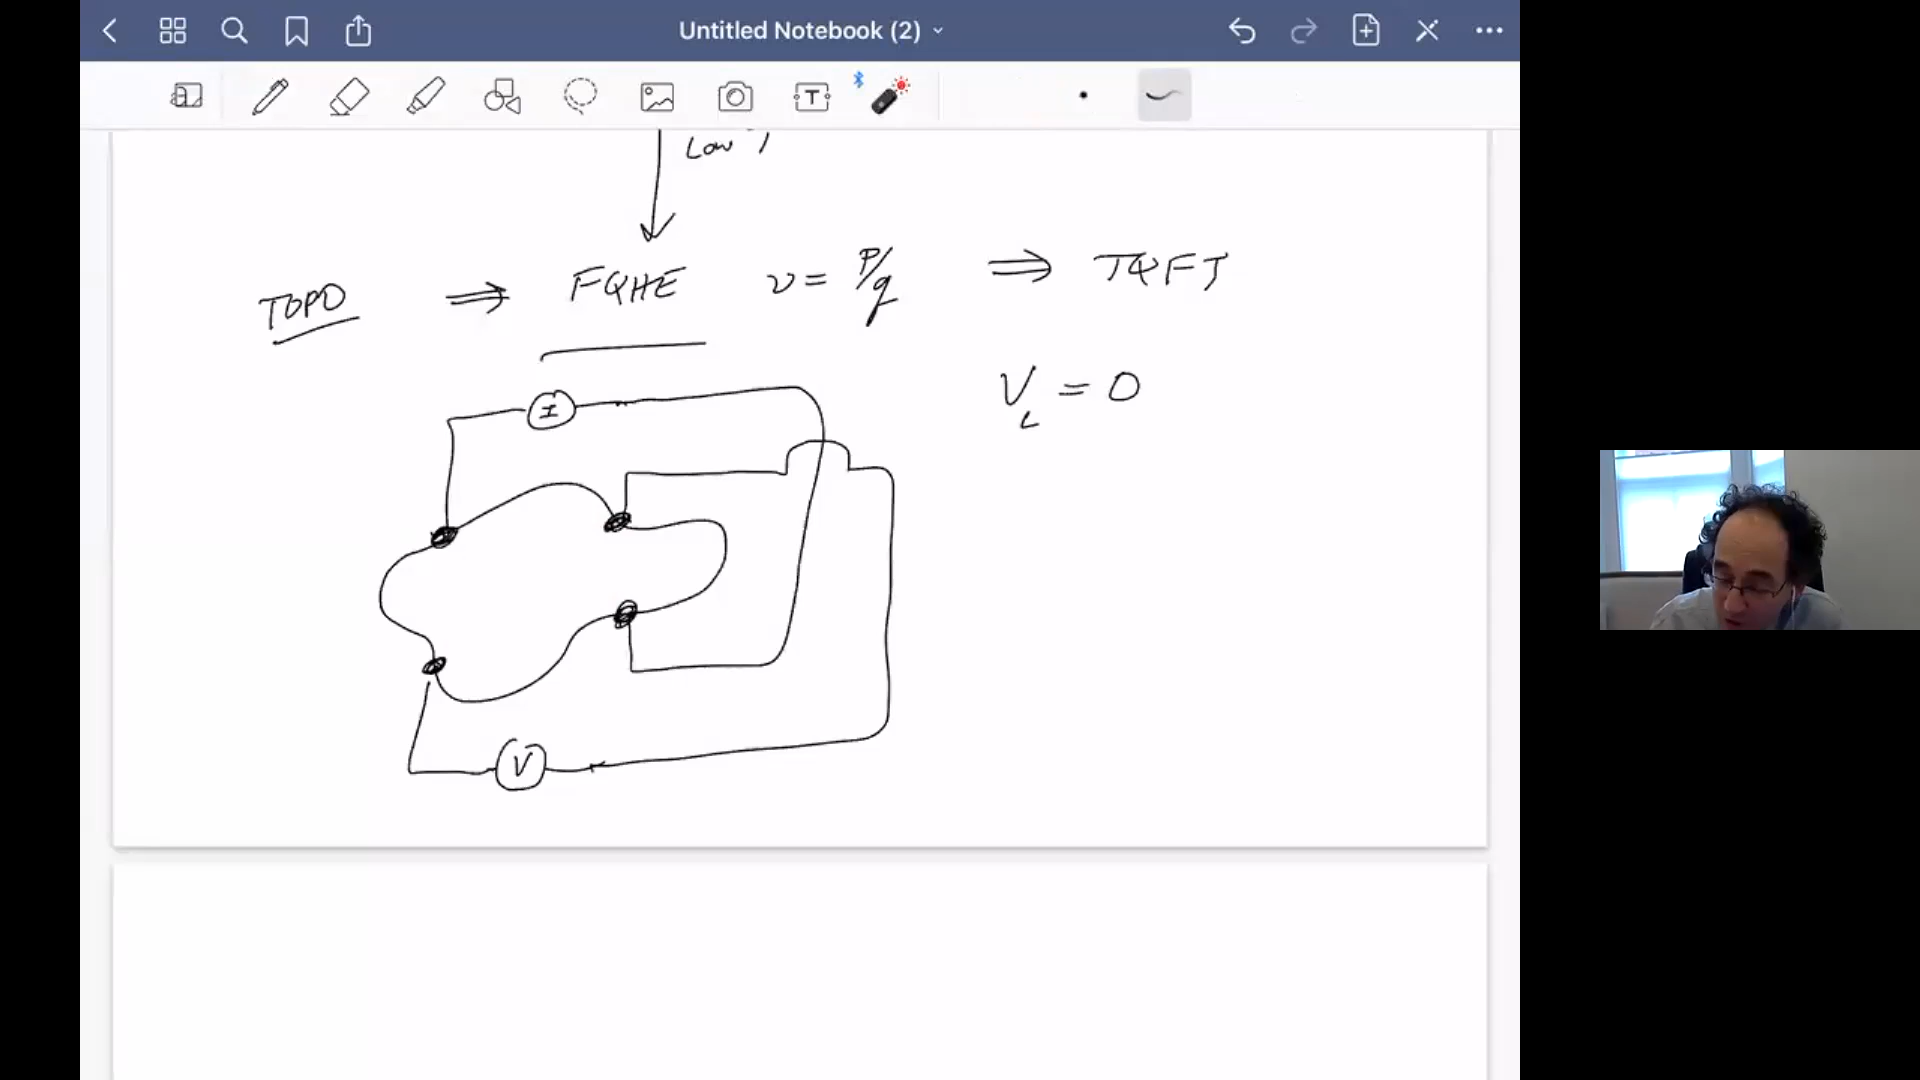 Untitled Notebook (2)
T
Low T
TOPO ⇒ FQHE ν = p/q ⇒ TQFT
V_L = 0
I
V